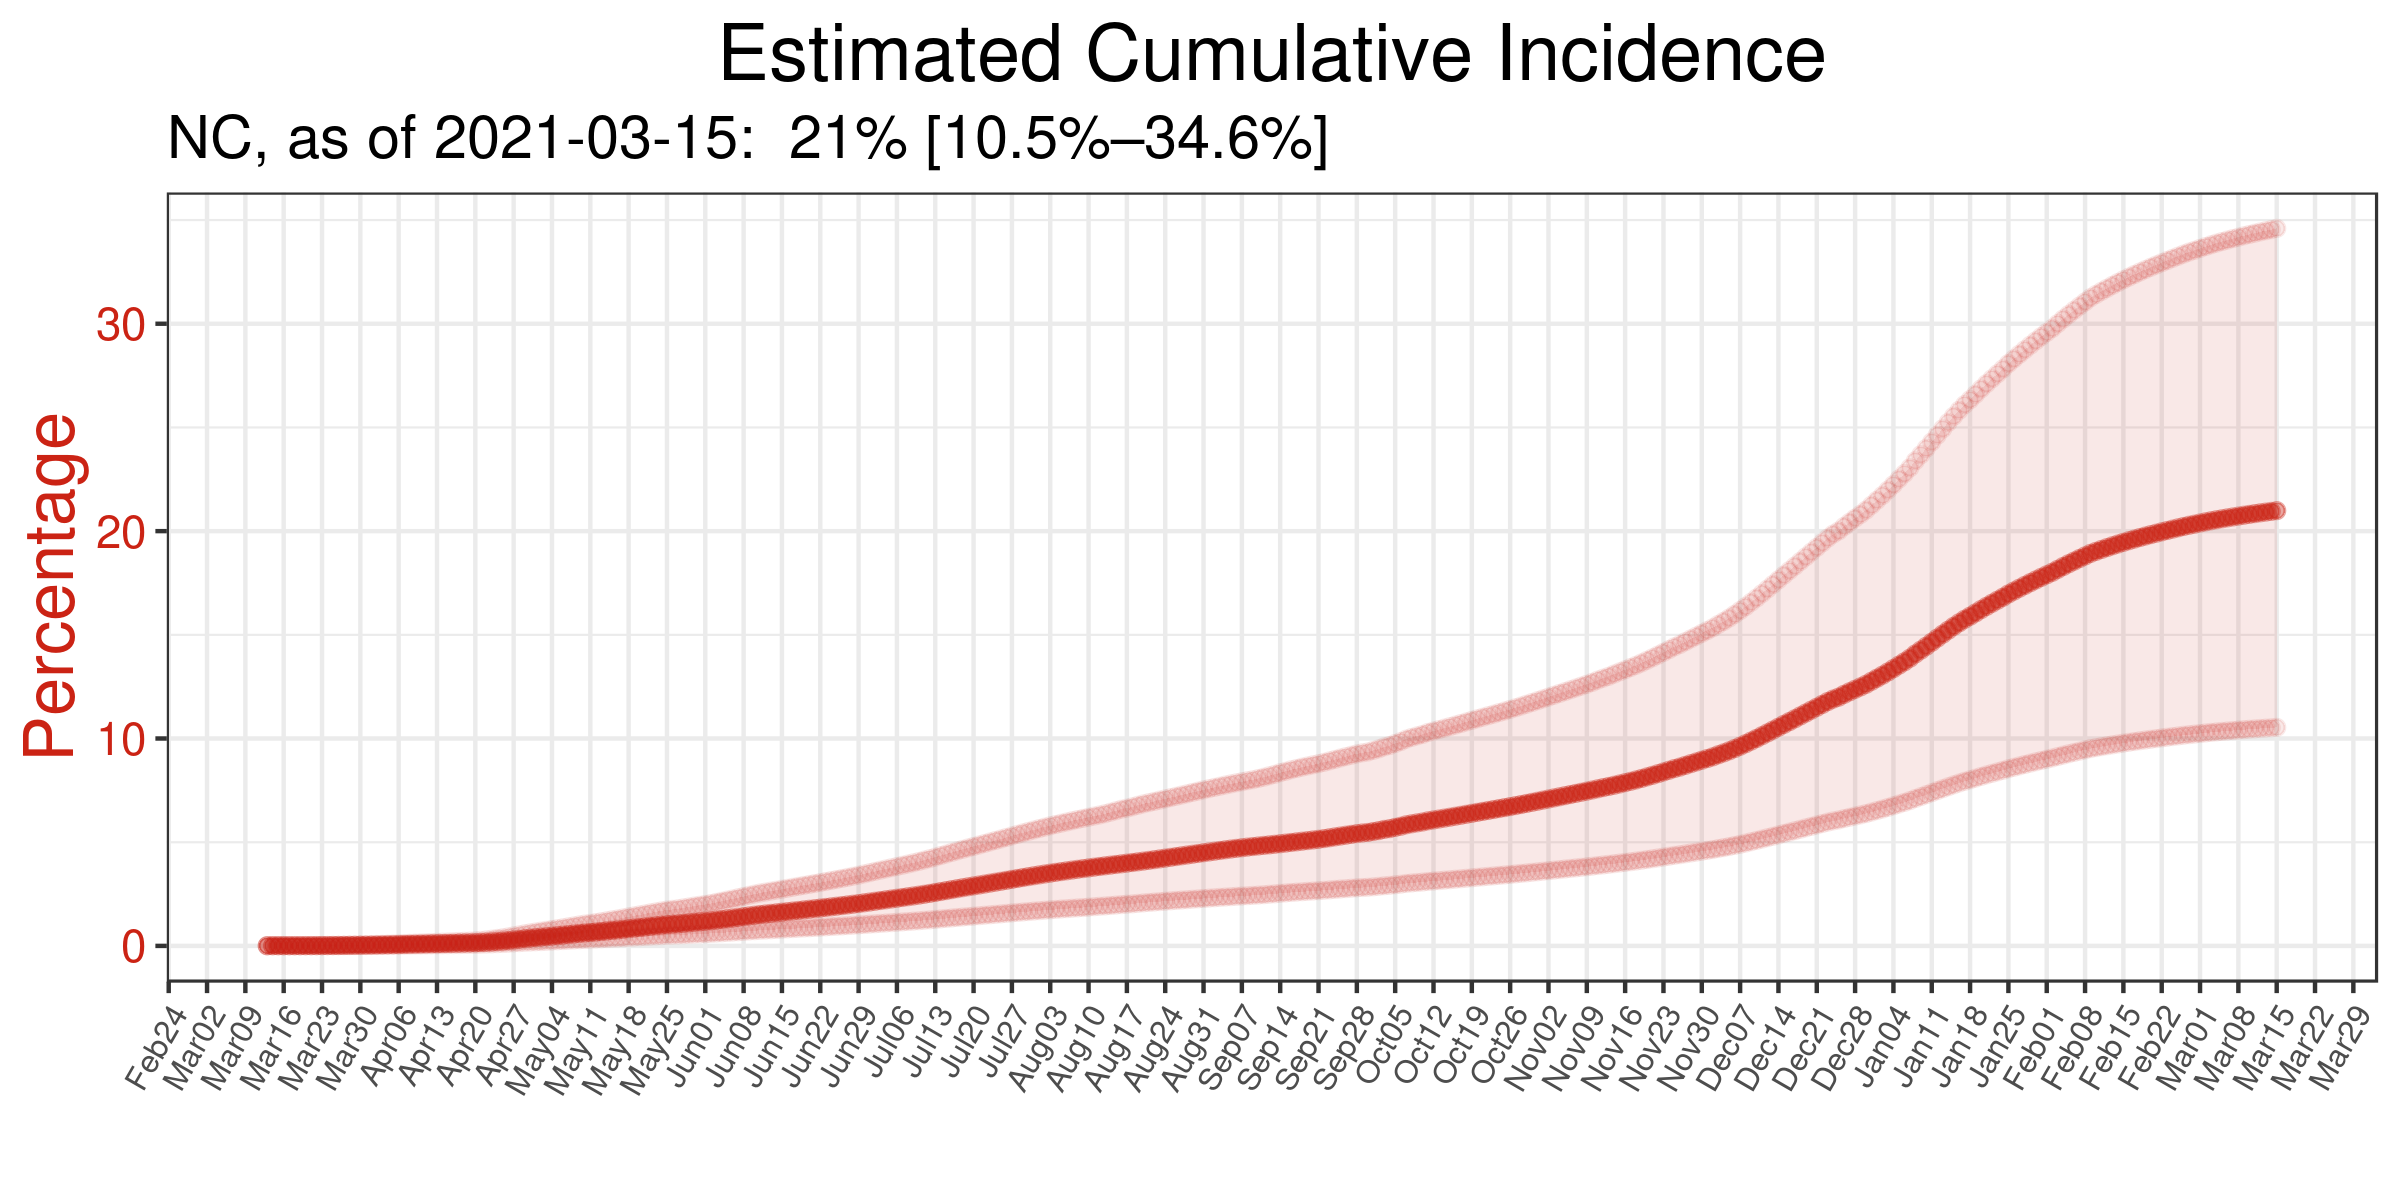 Estimated Cumulative Incidence
NC, as of 2021-03-15:  21% [10.5%–34.6%]
Percentage
30
20
10
0
Feb24
Mar02
Mar09
Mar16
Mar23
Mar30
Apr06
Apr13
Apr20
Apr27
May04
May11
May18
May25
Jun01
Jun08
Jun15
Jun22
Jun29
Jul06
Jul13
Jul20
Jul27
Aug03
Aug10
Aug17
Aug24
Aug31
Sep07
Sep14
Sep21
Sep28
Oct05
Oct12
Oct19
Oct26
Nov02
Nov09
Nov16
Nov23
Nov30
Dec07
Dec14
Dec21
Dec28
Jan04
Jan11
Jan18
Jan25
Feb01
Feb08
Feb15
Feb22
Mar01
Mar08
Mar15
Mar22
Mar29